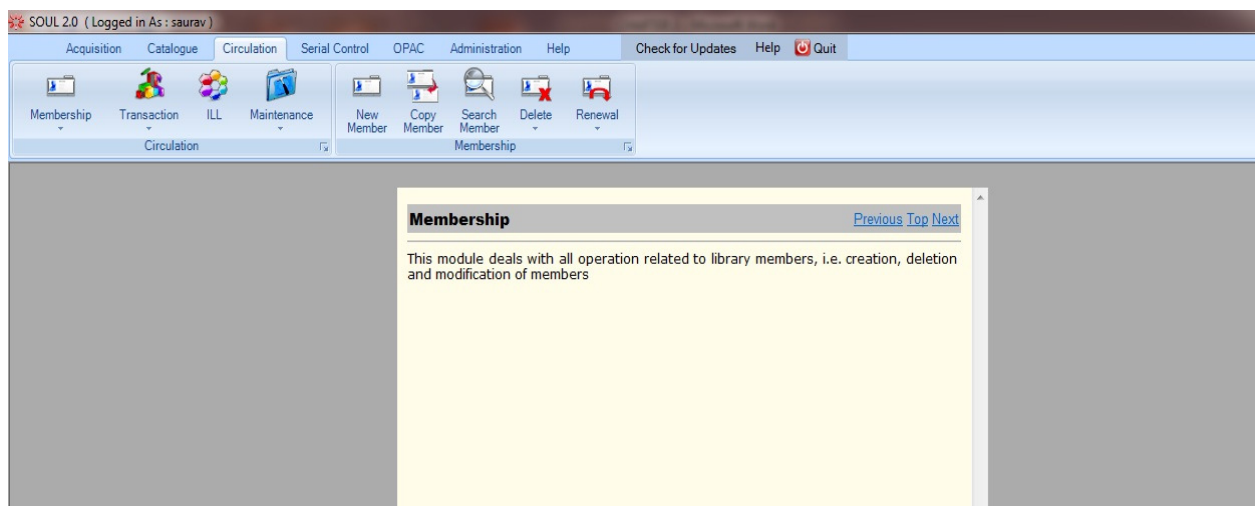 SOUL 2.0 ( Logged in As : saurav )
Acquisition Catalogue Circulation Serial Control OPAC Administration Help Check for Updates Help Quit
Membership Transaction ILL Maintenance New Member Copy Member Search Member Delete Renewal
Circulation Membership
Membership Previous Top Next
This module deals with all operation related to library members, i.e. creation, deletion
and modification of members